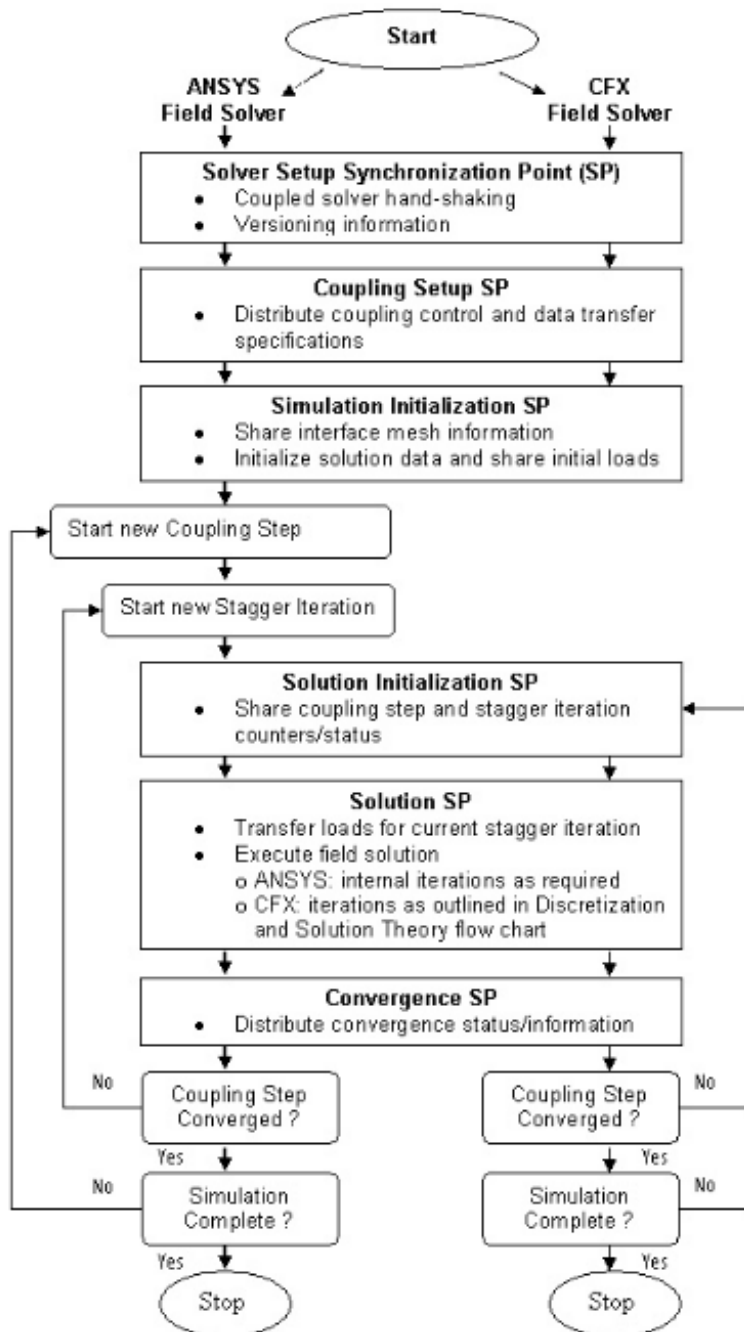 Start
ANSYS
Field Solver
CFX
Field Solver
Solver Setup Synchronization Point (SP)
• Coupled solver hand-shaking
• Versioning information
Coupling Setup SP
• Distribute coupling control and data transfer
specifications
Simulation Initialization SP
• Share interface mesh information
• Initialize solution data and share initial loads
Start new Coupling Step
Start new Stagger Iteration
Solution Initialization SP
• Share coupling step and stagger iteration
counters/status
Solution SP
• Transfer loads for current stagger iteration
• Execute field solution
o ANSYS: internal iterations as required
o CFX: iterations as outlined in Discretization
and Solution Theory flow chart
Convergence SP
• Distribute convergence status/information
No
Coupling Step
Converged ?
Yes
No
Simulation
Complete ?
Yes
Stop
Coupling Step
Converged ?
No
Yes
Simulation
Complete ?
No
Yes
Stop